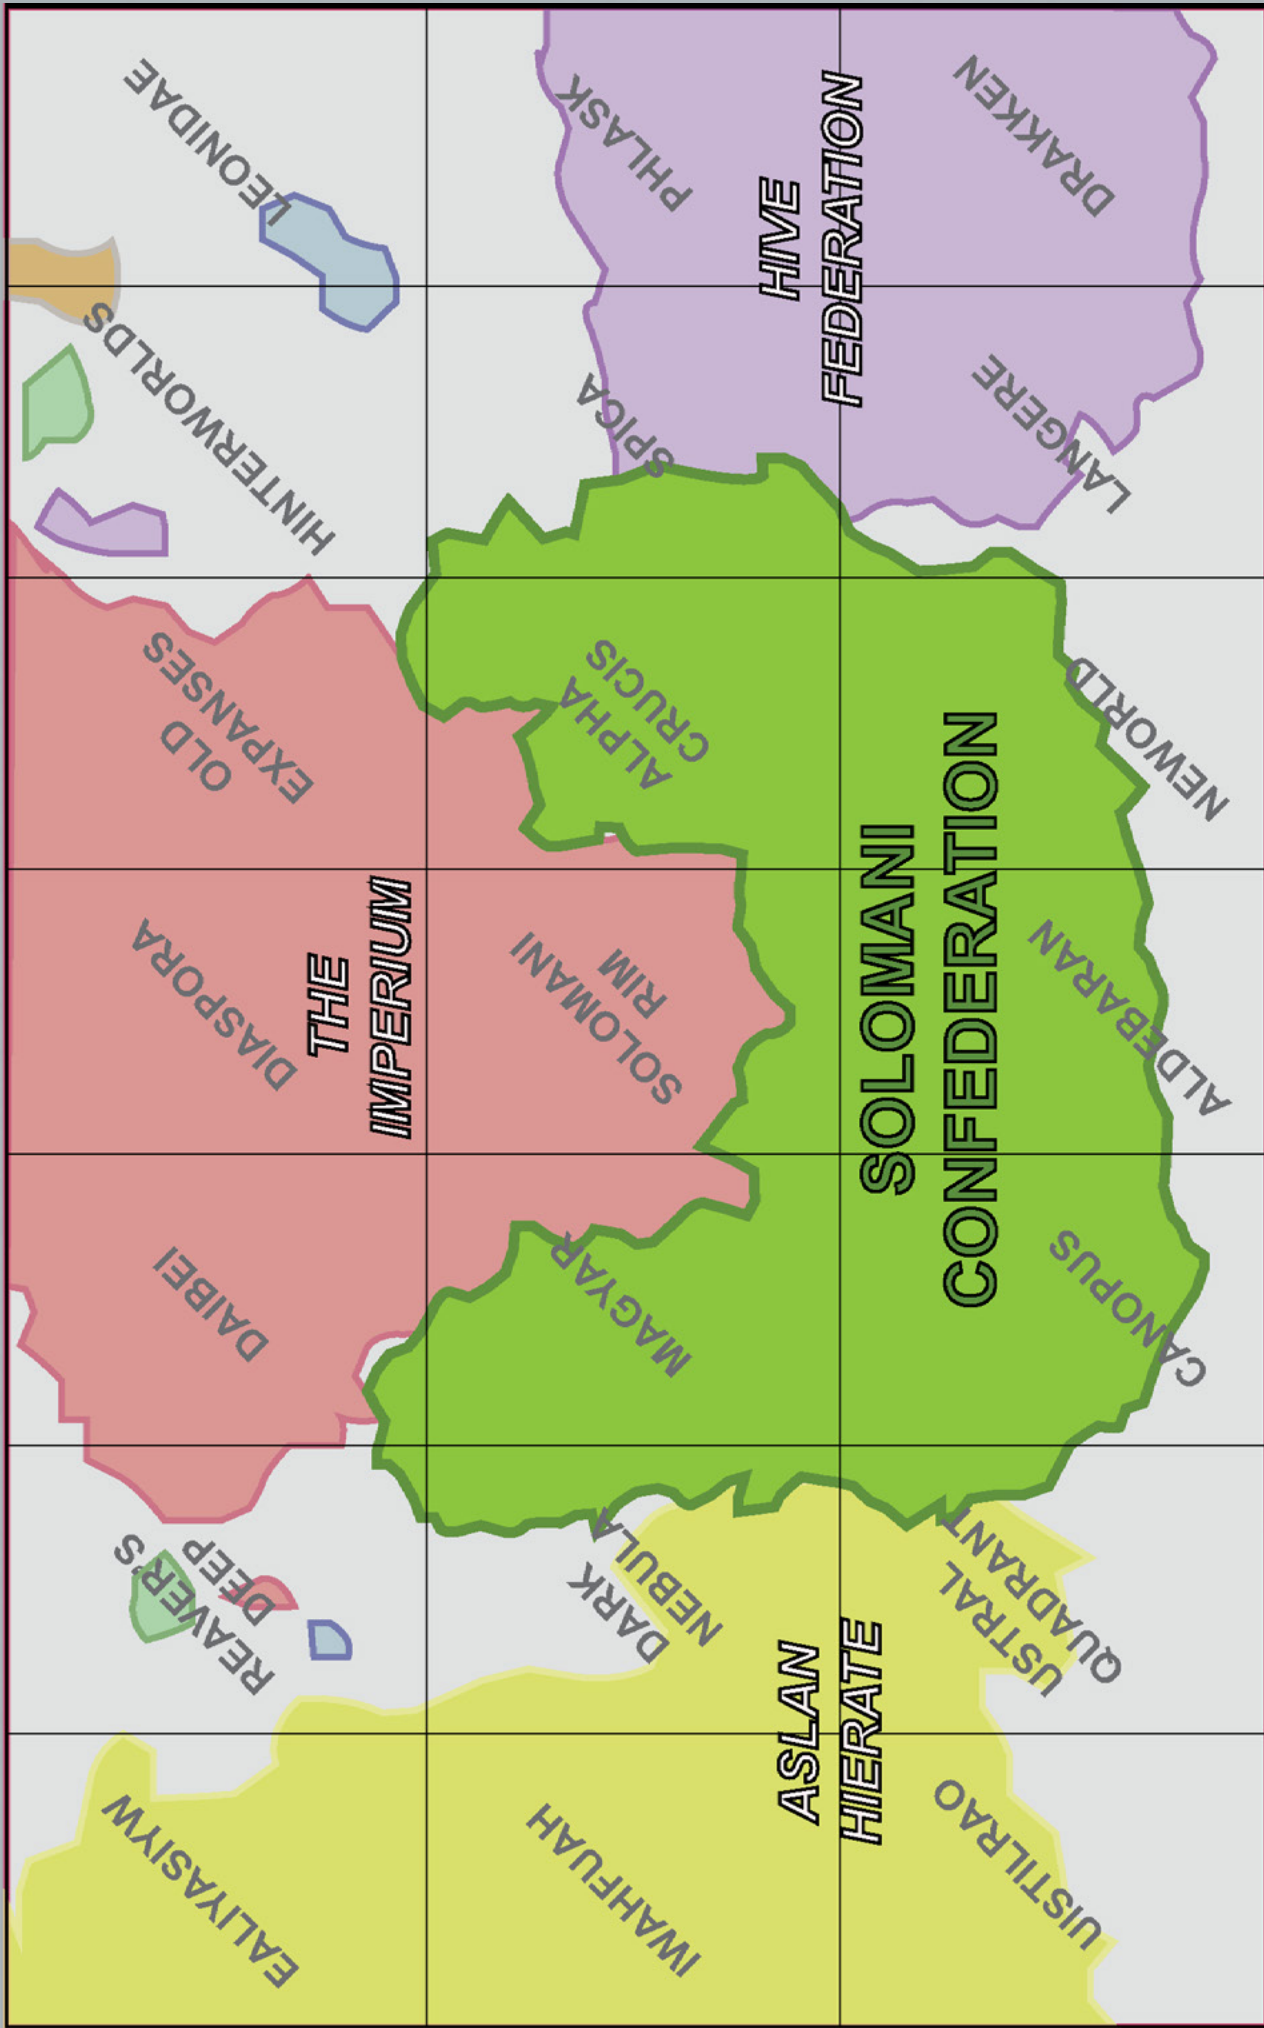 EALIYASIYW
REAVER'S
DEEP
DAIBEI
DIASPORA
OLD
EXPANSES
HINTERWORLDS
LEONIDAE
THE
IMPERIUM
IWAHFUAH
DARK
NEBULA
MAGYAR
SOLOMANI
RIM
ALPHA
CRUCIS
SPICA
PHLASK
ASLAN
HIERATE
SOLOMANI
CONFEDERATION
HIVE
FEDERATION
UISTILRAO
USTRAL
QUADRANT
CANOPUS
ALDEBARAN
NEWORLD
LANGERE
DRAKKEN